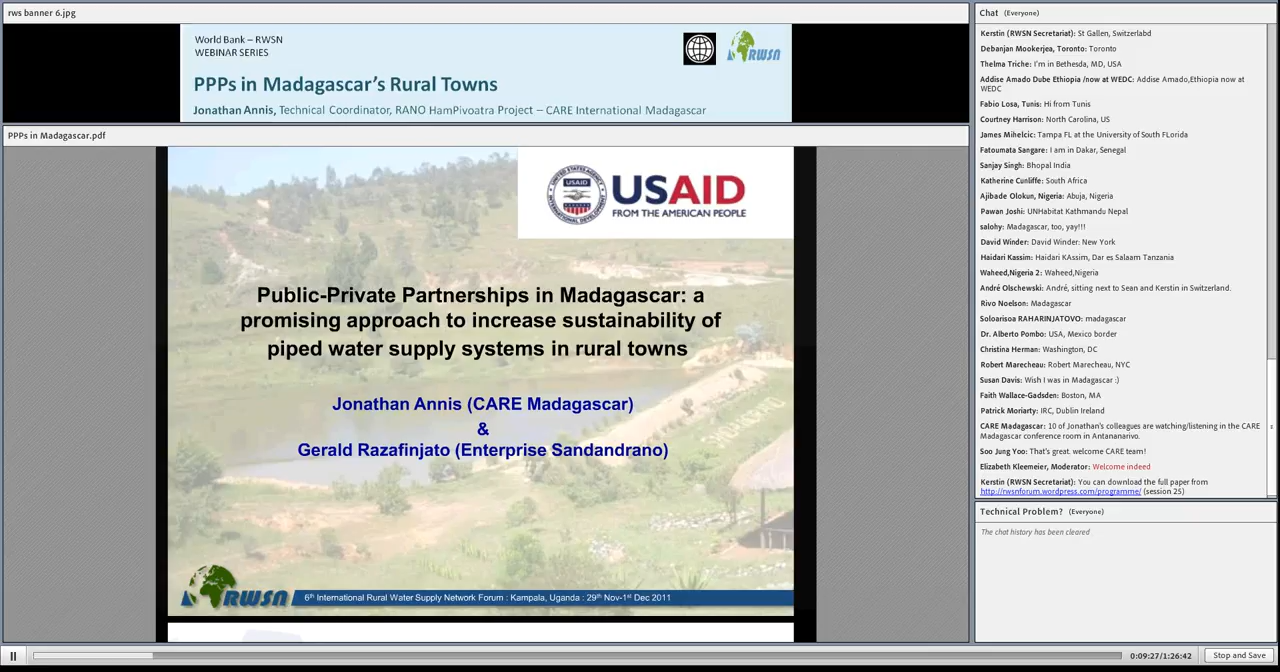 rws banner 6.jpg
World Bank – RWSN
WEBINAR SERIES
RWSN
PPPs in Madagascar's Rural Towns
Jonathan Annis, Technical Coordinator, RANO HamPivoatra Project – CARE International Madagascar
PPPs in Madagascar.pdf
USAID
FROM THE AMERICAN PEOPLE
Public-Private Partnerships in Madagascar: a
promising approach to increase sustainability of
piped water supply systems in rural towns
Jonathan Annis (CARE Madagascar)
&
Gerald Razafinjato (Enterprise Sandandrano)
RWSN
6th International Rural Water Supply Network Forum : Kampala, Uganda : 29th Nov-1st Dec 2011
Chat (Everyone)
Kerstin (RWSN Secretariat): St Gallen, Switzerlabd
Debanjan Mookerjea, Toronto: Toronto
Thelma Triche: I'm in Bethesda, MD, USA
Addise Amado Dube Ethiopia /now at WEDC: Addise Amado,Ethiopia now at
WEDC
Fabio Losa, Tunis: Hi from Tunis
Courtney Harrison: North Carolina, US
James Mihelcic: Tampa FL at the University of South FLorida
Fatoumata Sangare: I am in Dakar, Senegal
Sanjay Singh: Bhopal India
Katherine Cunliffe: South Africa
Ajibade Olokun, Nigeria: Abuja, Nigeria
Pawan Joshi: UNHabitat Kathmandu Nepal
salohy: Madagascar, too, yay!!!
David Winder: David Winder: New York
Haidari Kassim: Haidari KAssim, Dar es Salaam Tanzania
Waheed,Nigeria 2: Waheed,Nigeria
André Olschewski: André, sitting next to Sean and Kerstin in Switzerland.
Rivo Noelson: Madagascar
Soloarisoa RAHARINJATOVO: madagascar
Dr. Alberto Pombo: USA, Mexico border
Christina Herman: Washington, DC
Robert Marecheau: Robert Marecheau, NYC
Susan Davis: Wish I was in Madagascar :)
Faith Wallace-Gadsden: Boston, MA
Patrick Moriarty: IRC, Dublin Ireland
CARE Madagascar: 10 of Jonathan's colleagues are watching/listening in the CARE
Madagascar conference room in Antananarivo.
Soo Jung Yoo: That's great. welcome CARE team!
Elizabeth Kleemeier, Moderator: Welcome indeed
Kerstin (RWSN Secretariat): You can download the full paper from
http://rwsnforum.wordpress.com/programme/ (session 25)
Technical Problem? (Everyone)
The chat history has been cleared
0:09:27/1:26:42
Stop and Save